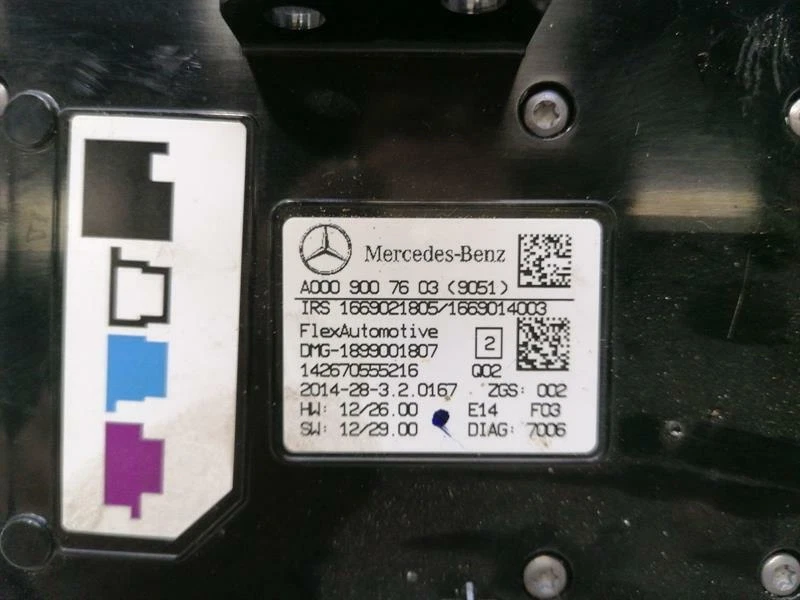 Mercedes-Benz
A000 900 76 03 (9051)
IRS 1669021805/1669014003
FlexAutomotive
DMG-1899001807
2
142670555216 Q02
2014-28-3.2.0167 ZGS: 002
HW: 12/26.00 E14 F03
SW: 12/29.00 DIAG: 7006